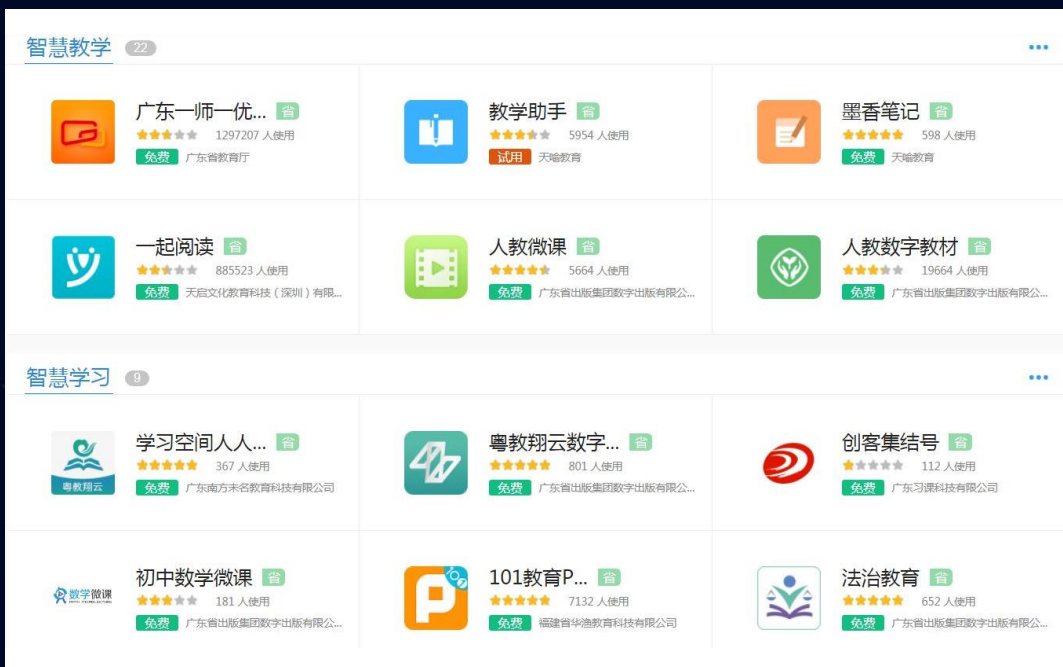 智慧教学 22
广东一师一优... 省
1297207 人使用
免费 广东省教育厅
教学助手 省
5954 人使用
试用 天喻教育
墨香笔记 省
598 人使用
免费 天喻教育
一起阅读 省
885523 人使用
免费 天启文化教育科技（深圳）有限...
人教微课 省
5664 人使用
免费 广东省出版集团数字出版有限公...
人教数字教材 省
19664 人使用
免费 广东省出版集团数字出版有限公...
智慧学习 9
粤教翔云
学习空间人人... 省
367 人使用
免费 广东南方未名教育科技有限公司
粤教翔云数字... 省
801 人使用
免费 广东省出版集团数字出版有限公...
创客集结号 省
112 人使用
免费 广东习课科技有限公司
数学微课
初中数学微课 省
181 人使用
免费 广东省出版集团数字出版有限公...
101
101教育P... 省
7132 人使用
免费 福建省华渔教育科技有限公司
法治教育 省
652 人使用
免费 广东省出版集团数字出版有限公...